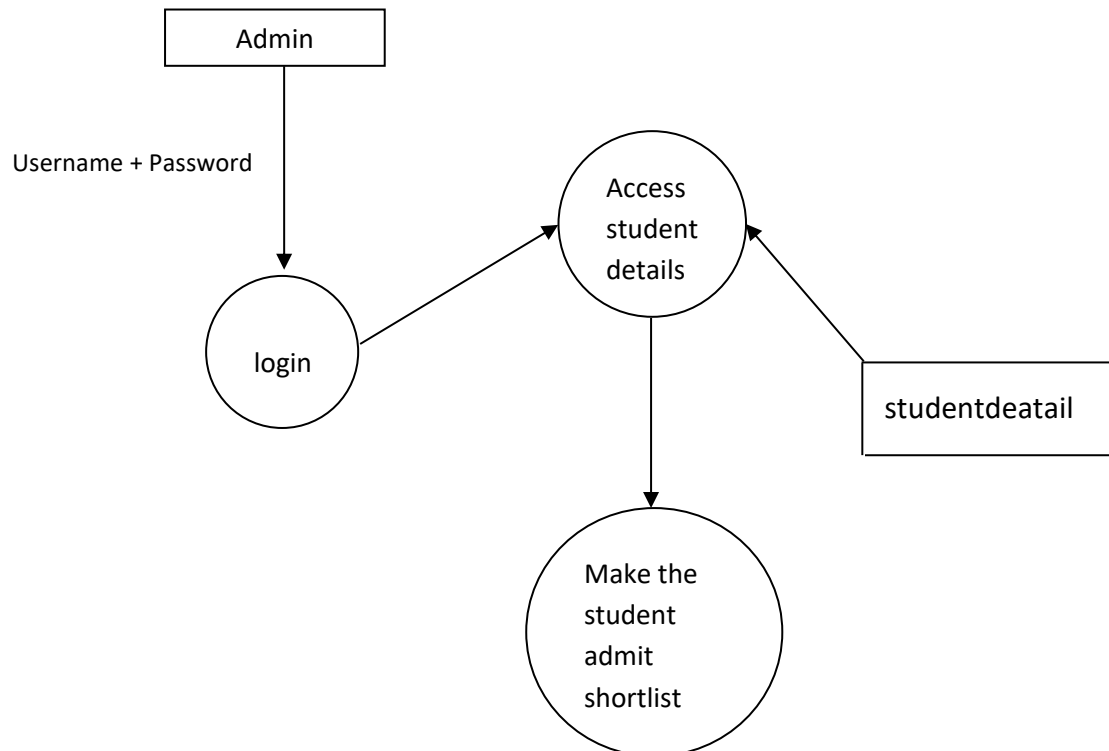 Admin
Username + Password
Access
student
details
login
studentdeatail
Make the
student
admit
shortlist